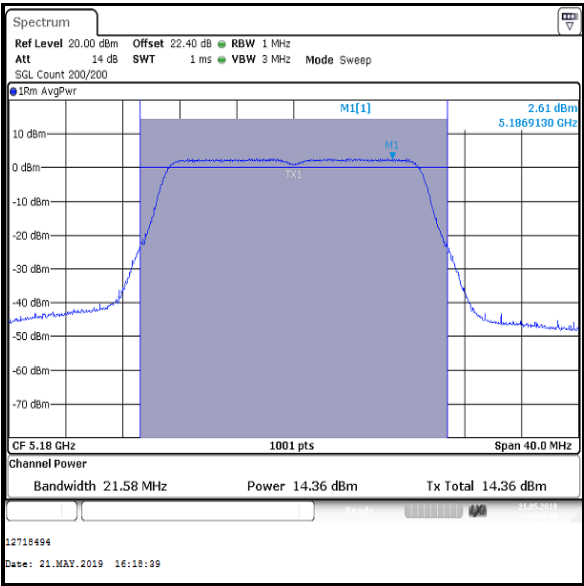 Spectrum
Ref Level 20.00 dBm Offset 22.40 dB RBW 1 MHz
Att 14 dB SWT 1 ms VBW 3 MHz Mode Sweep
SGL Count 200/200
1Rm AvgPwr
M1[1] 2.61 dBm
5.1869130 GHz
10 dBm
M1
0 dBm
TX1
-10 dBm
-20 dBm
-30 dBm
-40 dBm
-50 dBm
-60 dBm
-70 dBm
CF 5.18 GHz 1001 pts Span 40.0 MHz
Channel Power
Bandwidth 21.58 MHz Power 14.36 dBm Tx Total 14.36 dBm
Ready 21.05.2019
12718494
Date: 21.MAY.2019 16:18:39